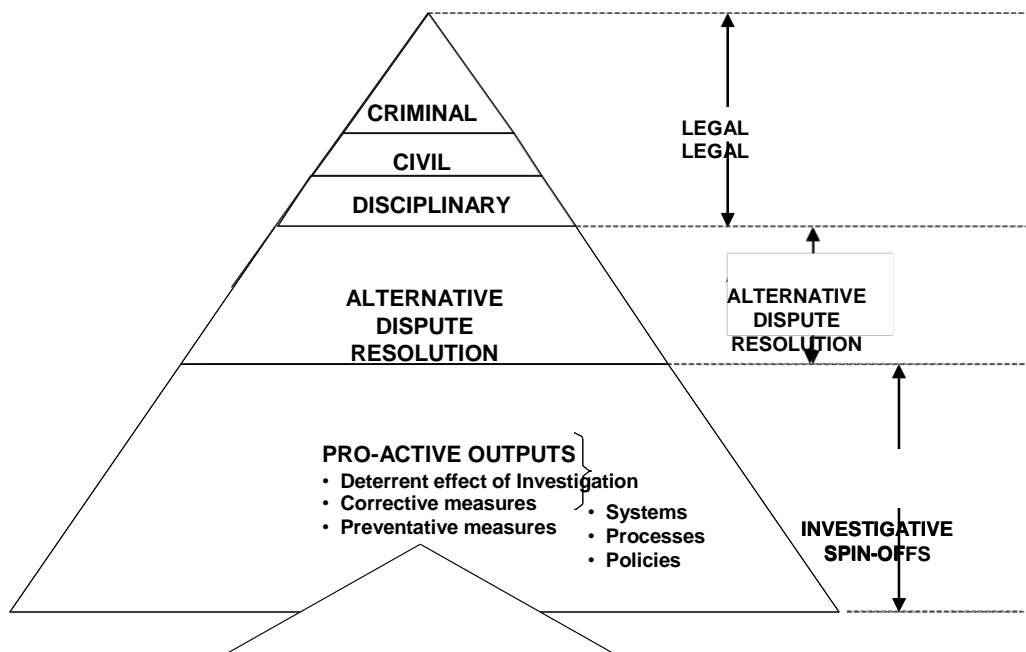 CRIMINAL
CIVIL
DISCIPLINARY
ALTERNATIVE
DISPUTE
RESOLUTION
PRO-ACTIVE OUTPUTS
• Deterrent effect of Investigation
• Corrective measures
• Preventative measures
• Systems
• Processes
• Policies
LEGAL
LEGAL
ALTERNATIVE
DISPUTE
RESOLUTION
INVESTIGATIVE
SPIN-OFFS